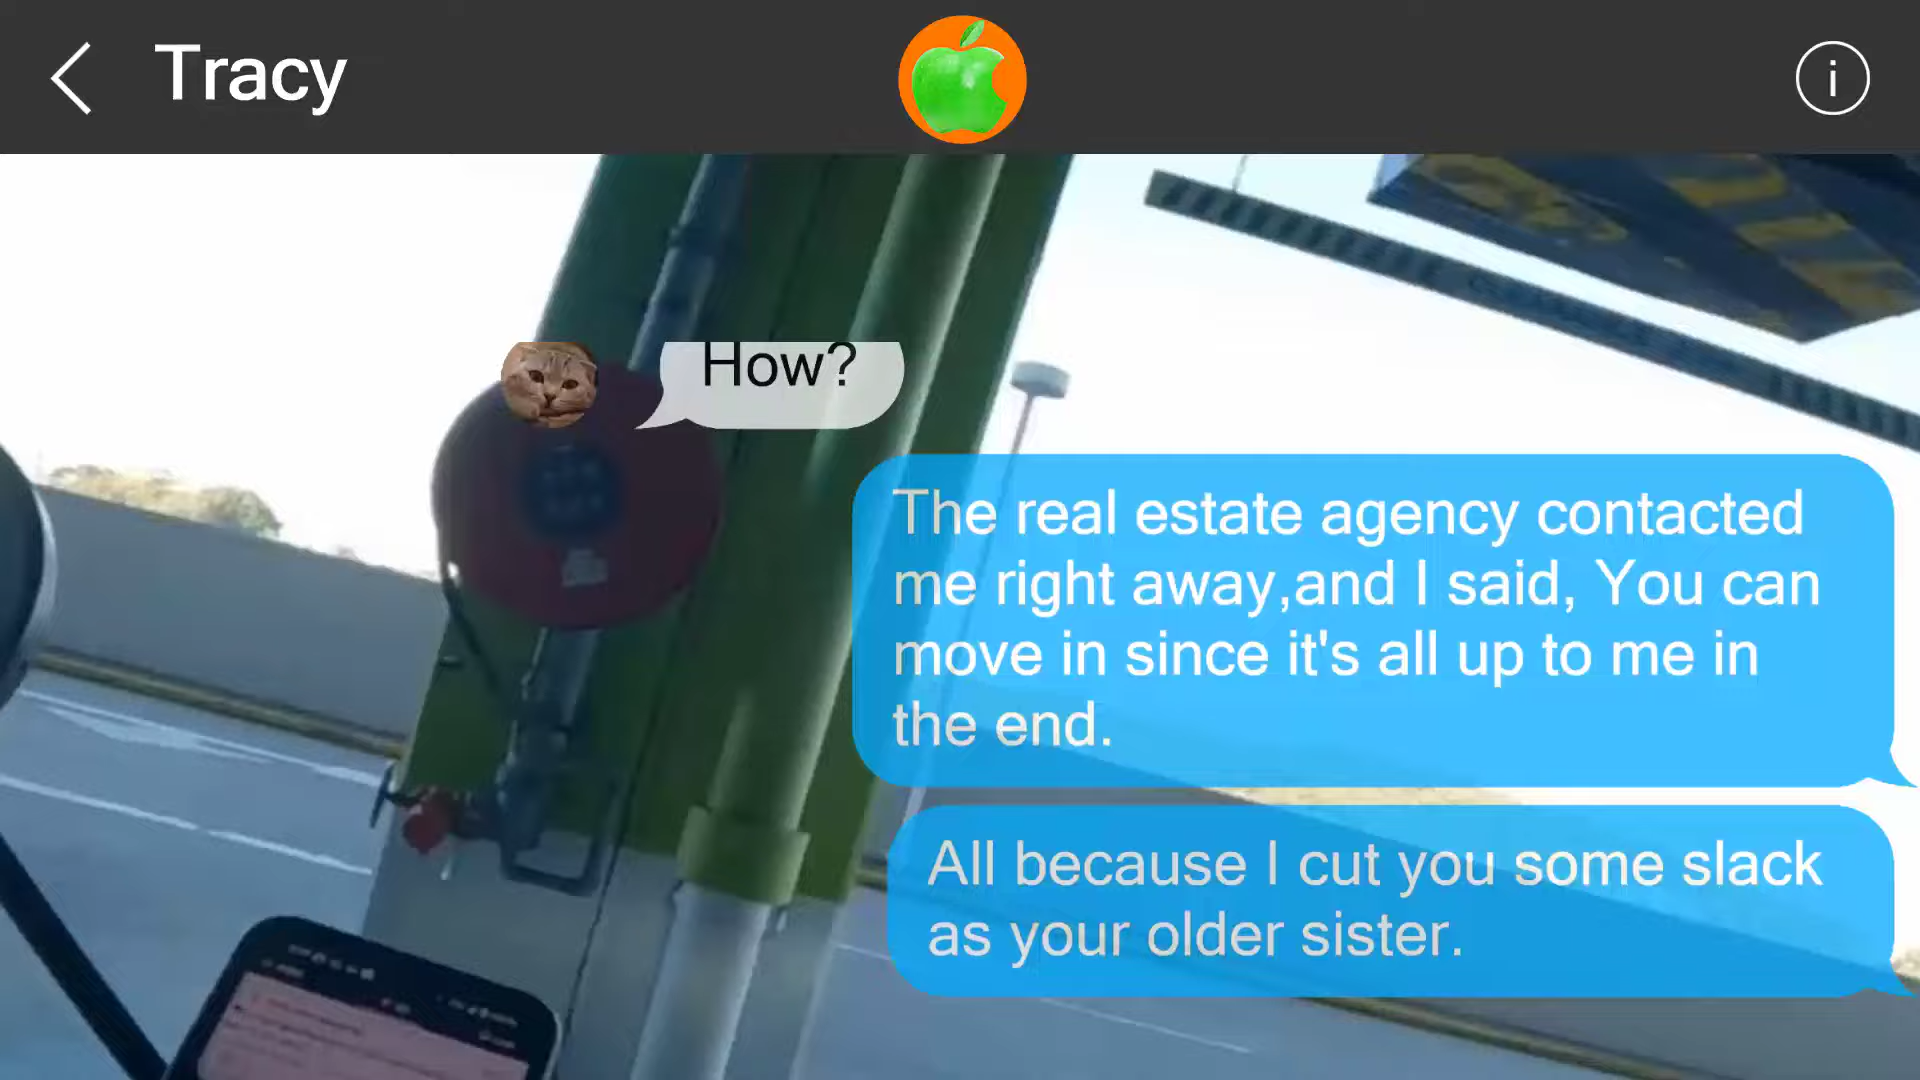 Tracy
How?
The real estate agency contacted
me right away,and I said, You can
move in since it's all up to me in
the end.
All because I cut you some slack
as your older sister.